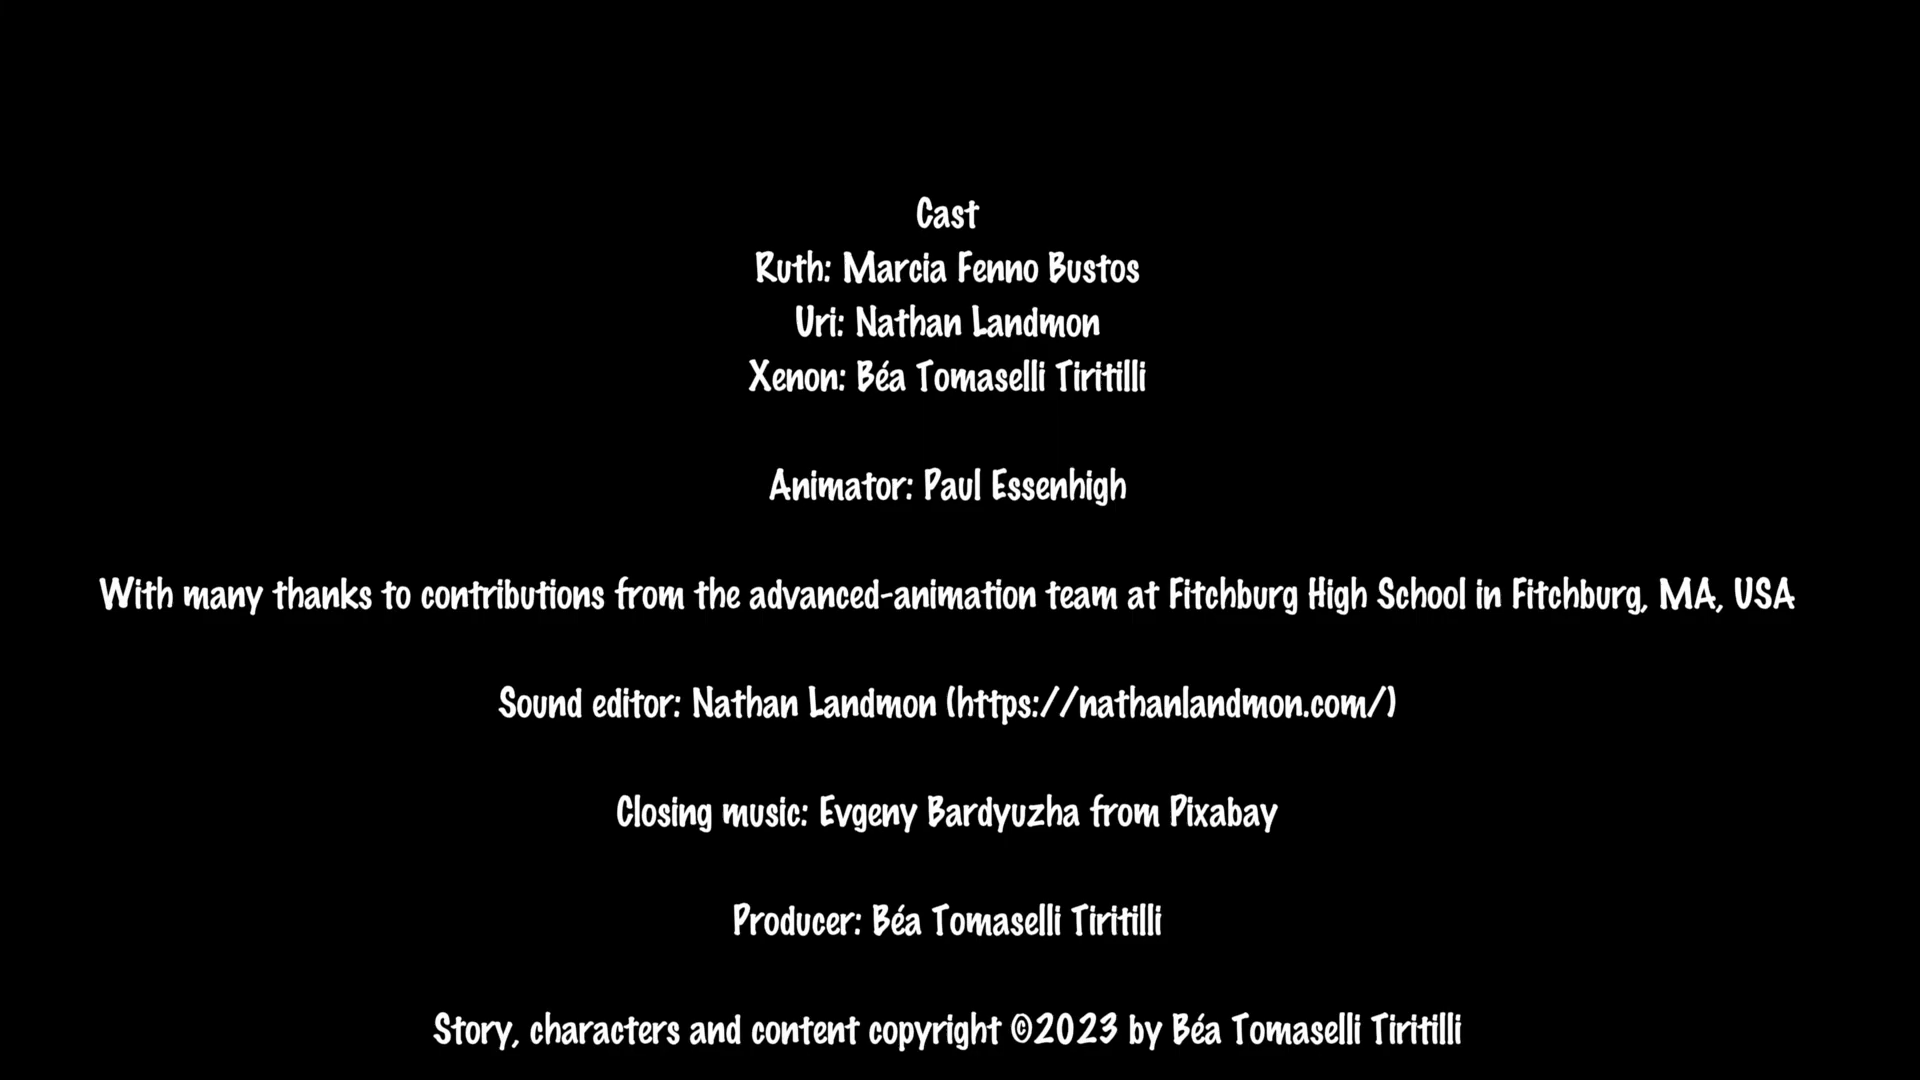 Cast
Ruth: Marcia Fenno Bustos
Uri: Nathan Landmon
Xenon: Béa Tomaselli Tiritilli
Animator: Paul Essenhigh
With many thanks to contributions from the advanced-animation team at Fitchburg High School in Fitchburg, MA, USA
Sound editor: Nathan Landmon (https://nathanlandmon.com/)
Closing music: Evgeny Bardyuzha from Pixabay
Producer: Béa Tomaselli Tiritilli
Story, characters and content copyright ©2023 by Béa Tomaselli Tiritilli